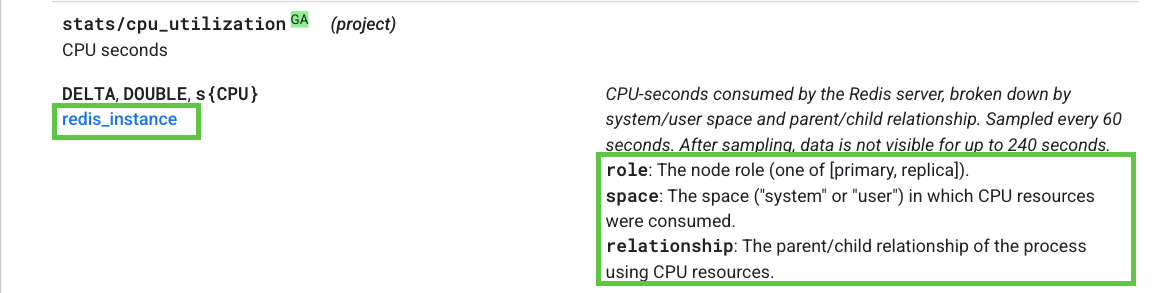 stats/cpu_utilization GA (project)
CPU seconds
DELTA, DOUBLE, s{CPU}
redis_instance
CPU-seconds consumed by the Redis server, broken down by
system/user space and parent/child relationship. Sampled every 60
seconds. After sampling, data is not visible for up to 240 seconds.
role: The node role (one of [primary, replica]).
space: The space ("system" or "user") in which CPU resources
were consumed.
relationship: The parent/child relationship of the process
using CPU resources.